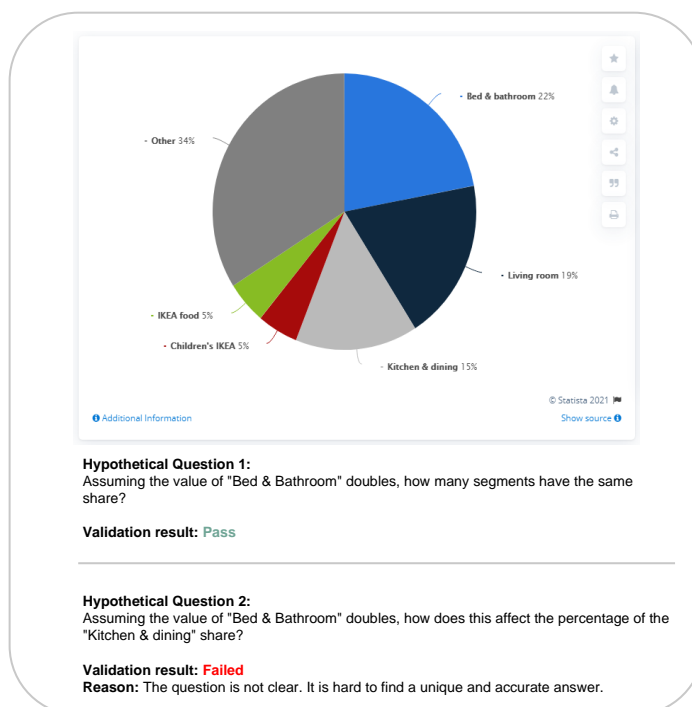 - Bed & bathroom 22%
- Other 34%
- Living room 19%
- IKEA food 5%
- Children's IKEA 5%
- Kitchen & dining 15%
© Statista 2021
Additional Information
Show source
Hypothetical Question 1:
Assuming the value of "Bed & Bathroom" doubles, how many segments have the same
share?
Validation result: Pass
Hypothetical Question 2:
Assuming the value of "Bed & Bathroom" doubles, how does this affect the percentage of the
"Kitchen & dining" share?
Validation result: Failed
Reason: The question is not clear. It is hard to find a unique and accurate answer.